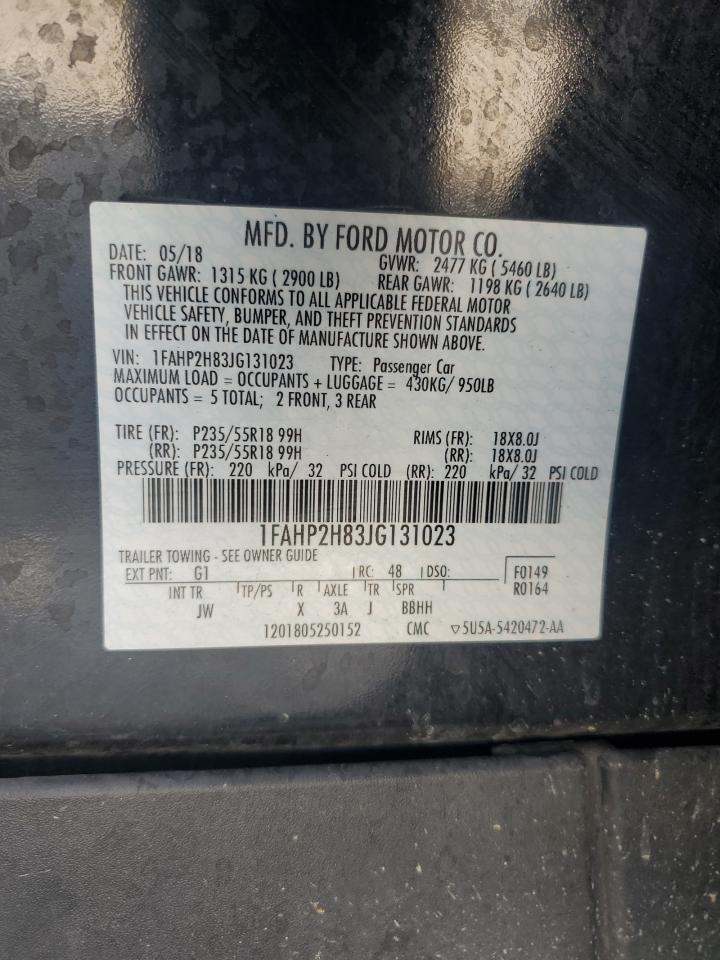 MFD. BY FORD MOTOR CO.
DATE: 05/18 GVWR: 2477 KG ( 5460 LB)
FRONT GAWR: 1315 KG ( 2900 LB) REAR GAWR: 1198 KG ( 2640 LB)
THIS VEHICLE CONFORMS TO ALL APPLICABLE FEDERAL MOTOR
VEHICLE SAFETY, BUMPER, AND THEFT PREVENTION STANDARDS
IN EFFECT ON THE DATE OF MANUFACTURE SHOWN ABOVE.
VIN: 1FAHP2H83JG131023 TYPE: Passenger Car
MAXIMUM LOAD = OCCUPANTS + LUGGAGE = 430KG/ 950LB
OCCUPANTS = 5 TOTAL; 2 FRONT, 3 REAR
TIRE (FR): P235/55R18 99H RIMS (FR): 18X8.0J
(RR): P235/55R18 99H (RR): 18X8.0J
PRESSURE (FR): 220 kPa/ 32 PSI COLD (RR): 220 kPa/ 32 PSI COLD
1FAHP2H83JG131023
TRAILER TOWING - SEE OWNER GUIDE
EXT PNT: G1 RC: 48 DSO: F0149
INT TR TP/PS R AXLE TR SPR R0164
JW X 3A J BBHH
1201805250152 CMC ▽5U5A-5420472-AA